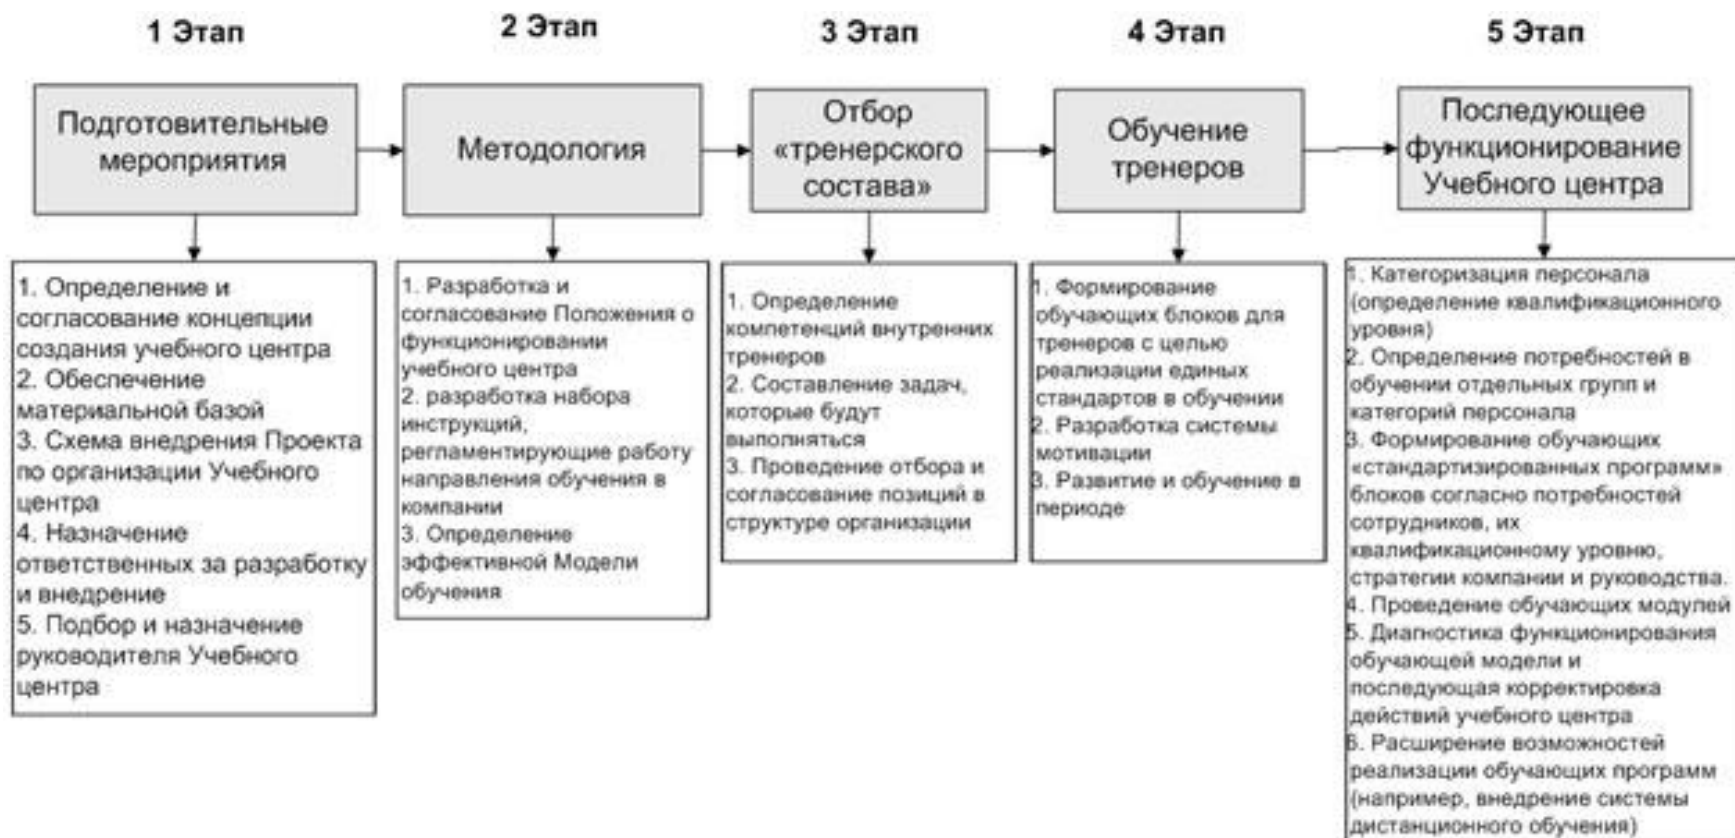 1 Этап
2 Этап
3 Этап
4 Этап
5 Этап
Подготовительные
мероприятия
Методология
Отбор
«тренерского
состава»
Обучение
тренеров
Последующее
функционирование
Учебного центра
1. Определение и
согласование концепции
создания учебного центра
2. Обеспечение
материальной базой
3. Схема внедрения Проекта
по организации Учебного
центра
4. Назначение
ответственных за разработку
и внедрение
5. Подбор и назначение
руководителя Учебного
центра
1. Разработка и
согласование Положения о
функционировании
учебного центра
2. разработка набора
инструкций,
регламентирующие работу
направления обучения в
компании
3. Определение
эффективной Модели
обучения
1. Определение
компетенций внутренних
тренеров
2. Составление задач,
которые будут
выполняться
3. Проведение отбора и
согласование позиций в
структуре организации
1. Формирование
обучающих блоков для
тренеров с целью
реализации единых
стандартов в обучении
2. Разработка системы
мотивации
3. Развитие и обучение в
периоде
1. Категоризация персонала
(определение квалификационного
уровня)
2. Определение потребностей в
обучении отдельных групп и
категорий персонала
3. Формирование обучающих
«стандартизированных программ»
блоков согласно потребностей
сотрудников, их
квалификационному уровню,
стратегии компании и руководства.
4. Проведение обучающих модулей
5. Диагностика функционирования
обучающей модели и
последующая корректировка
действий учебного центра
6. Расширение возможностей
реализации обучающих программ
(например, внедрение системы
дистанционного обучения)